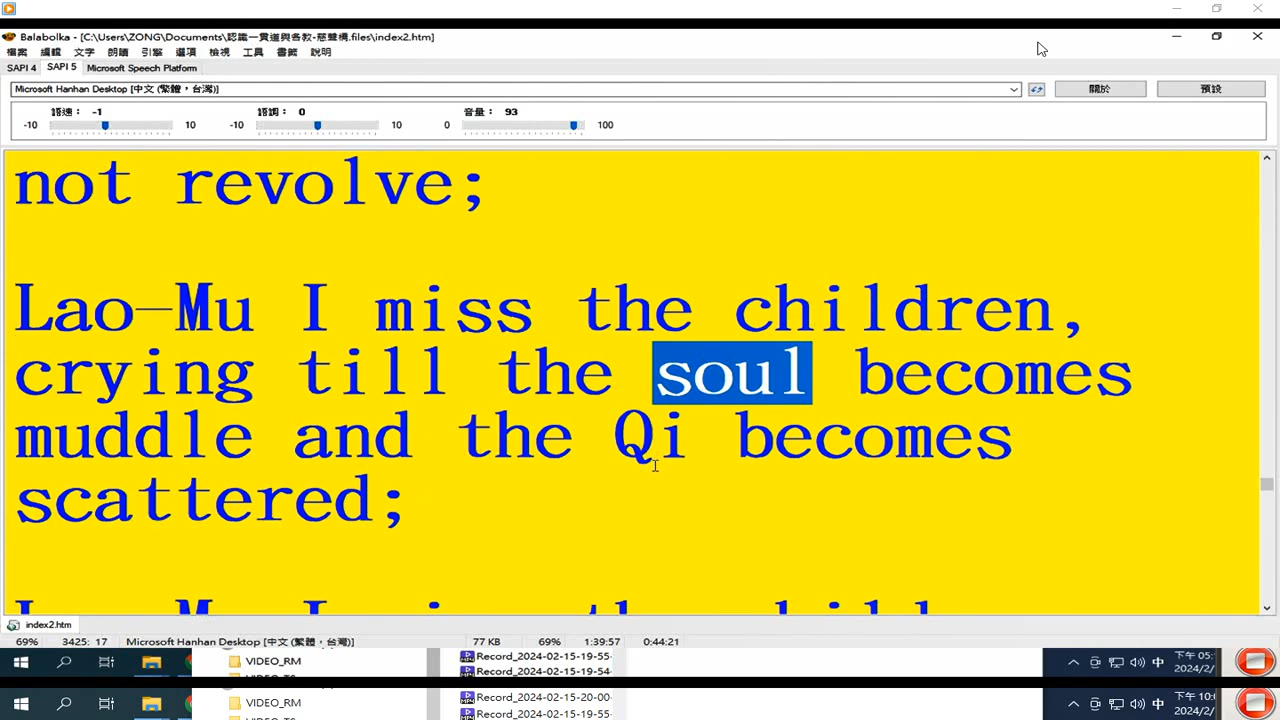 Balabolka - [C:\Users\ZONG\Documents\認識一貫道與各教-慈聲橋.files\index2.htm]
檔案 編輯 文字 朗讀 引擎 選項 檢視 工具 書籤 說明
SAPI 4 SAPI 5 Microsoft Speech Platform
Microsoft Hanhan Desktop [中文 (繁體，台灣)] 關於 預設
語速： -1 語調： 0 音量： 93
-10 10 -10 10 0 100
not revolve;
Lao-Mu I miss the children,
crying till the soul becomes
muddle and the Qi becomes
scattered;
index2.htm
69% 3425: 17 Microsoft Hanhan Desktop [中文 (繁體，台灣)] 77 KB 69% 1:39:57 0:44:21
VIDEO_RM Record_2024-02-15-19-55- 中 下午 05:
Record_2024-02-15-19-54- 2024/2/
VIDEO_RM Record_2024-02-15-20-00- 中 下午 10:
Record_2024-02-15-19-55- 2024/2/